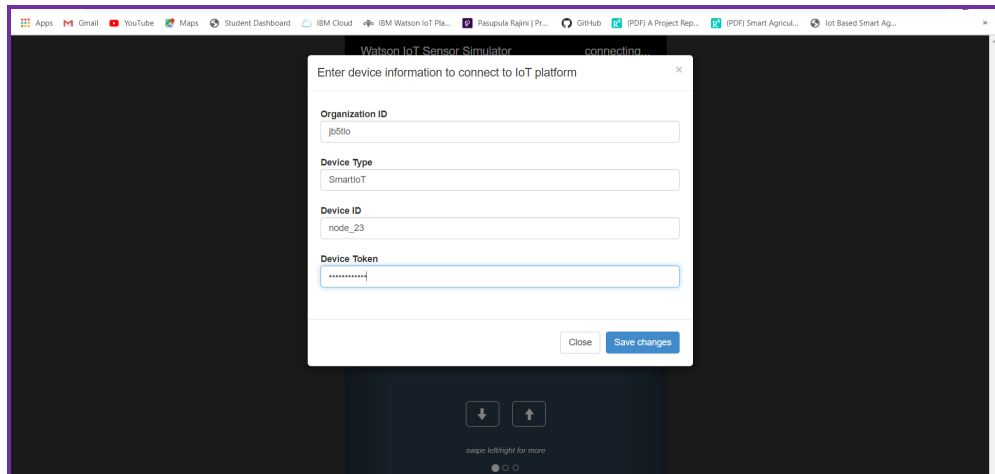 Apps Gmail YouTube Maps Student Dashboard IBM Cloud IBM Watson IoT Pla... Pasupula Rajini | Pr... GitHub (PDF) A Project Rep... (PDF) Smart Agricul... Iot Based Smart Ag... »
Watson IoT Sensor Simulator connecting...
Enter device information to connect to IoT platform ×
Organization ID
jb5tlo
Device Type
SmartIoT
Device ID
node_23
Device Token
••••••••••••
Close Save changes
swipe left/right for more